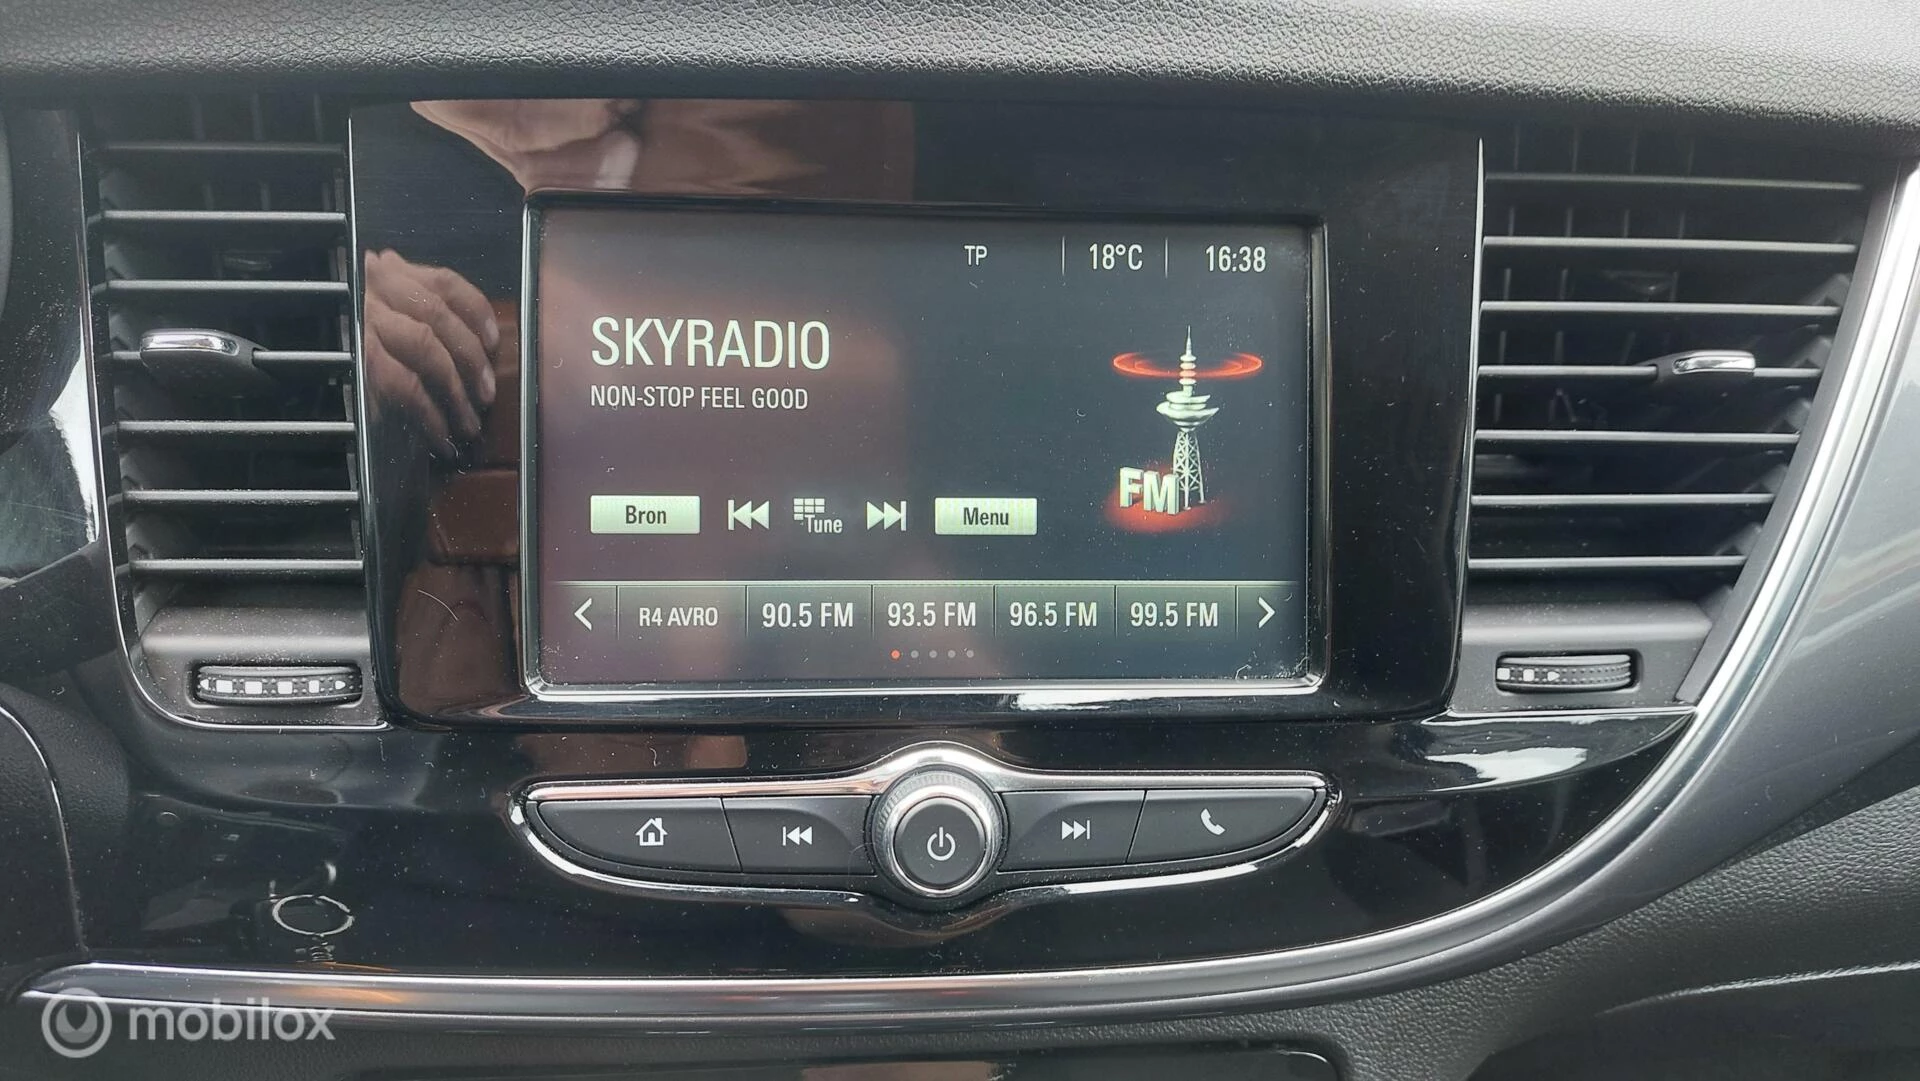 TP 18°C 16:38
SKYRADIO
NON-STOP FEEL GOOD
FM
Bron Tune Menu
R4 AVRO 90.5 FM 93.5 FM 96.5 FM 99.5 FM
mobilox